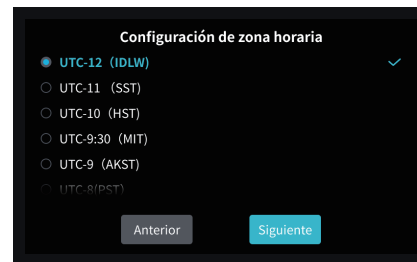 Configuración de zona horaria
UTC-12 (IDLW)
UTC-11 (SST)
UTC-10 (HST)
UTC-9:30 (MIT)
UTC-9 (AKST)
UTC-8(PST)
Anterior
Siguiente